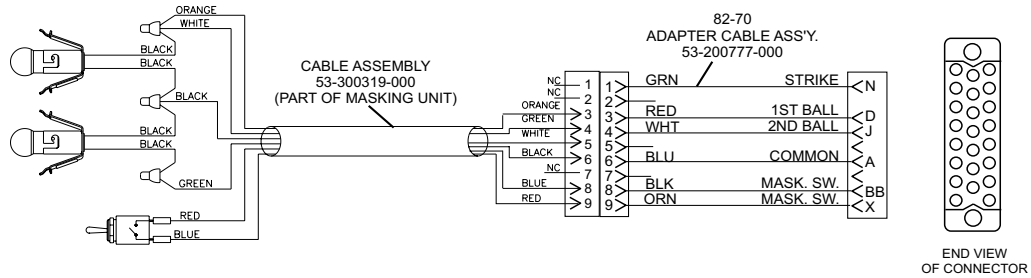 ORANGE
WHITE
BLACK
BLACK
BLACK
BLACK
BLACK
GREEN
RED
BLUE
CABLE ASSEMBLY
53-300319-000
(PART OF MASKING UNIT)
NC
NC
ORANGE
GREEN
WHITE
BLACK
NC
BLUE
RED
1
2
3
4
5
6
7
8
9
1
2
3
4
5
6
7
8
9
82-70
ADAPTER CABLE ASS'Y.
53-200777-000
GRN STRIKE N
RED 1ST BALL D
WHT 2ND BALL J
BLU COMMON A
BLK MASK. SW. BB
ORN MASK. SW. X
END VIEW
OF CONNECTOR